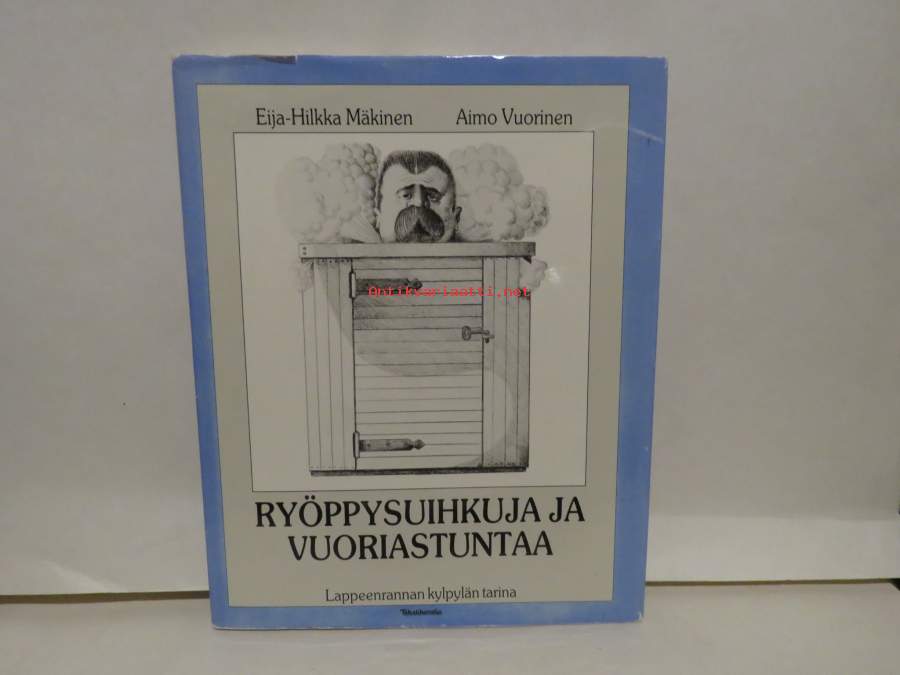 Eija-Hilkka Mäkinen Aimo Vuorinen
Antikvariaatti.net
RYÖPPYSUIHKUJA JA
VUORIASTUNTAA
Lappeenrannan kylpylän tarina